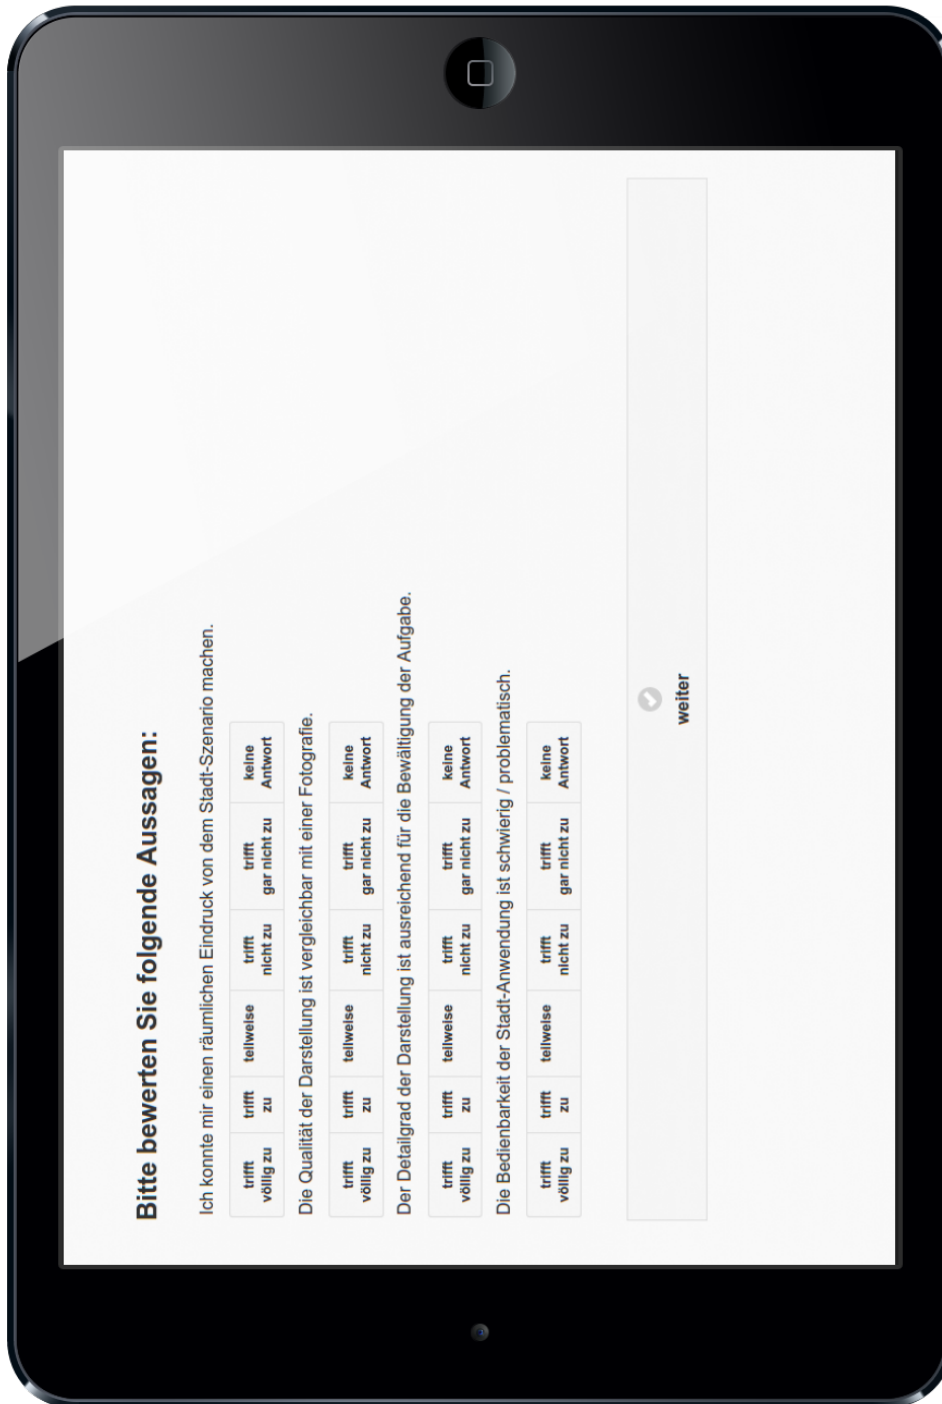 Bitte bewerten Sie folgende Aussagen:
Ich konnte mir einen räumlichen Eindruck von dem Stadt-Szenario machen.
trifft völlig zu | trifft zu | teilweise | trifft nicht zu | trifft gar nicht zu | keine Antwort
Die Qualität der Darstellung ist vergleichbar mit einer Fotografie.
trifft völlig zu | trifft zu | teilweise | trifft nicht zu | trifft gar nicht zu | keine Antwort
Der Detailgrad der Darstellung ist ausreichend für die Bewältigung der Aufgabe.
trifft völlig zu | trifft zu | teilweise | trifft nicht zu | trifft gar nicht zu | keine Antwort
Die Bedienbarkeit der Stadt-Anwendung ist schwierig / problematisch.
trifft völlig zu | trifft zu | teilweise | trifft nicht zu | trifft gar nicht zu | keine Antwort
weiter